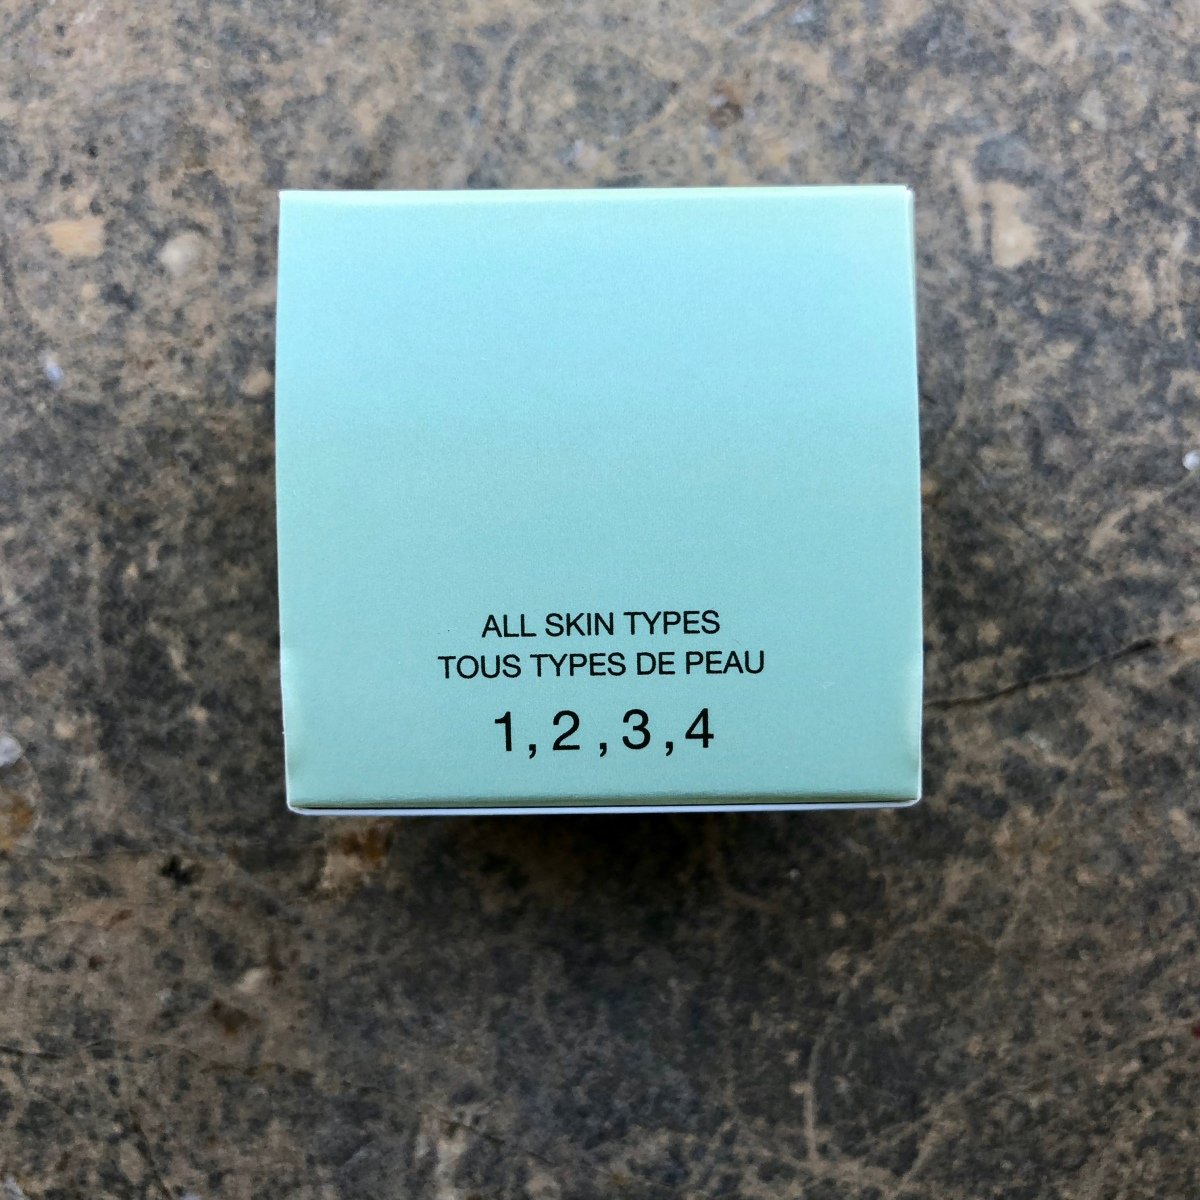 ALL SKIN TYPES
TOUS TYPES DE PEAU
1,2,3,4